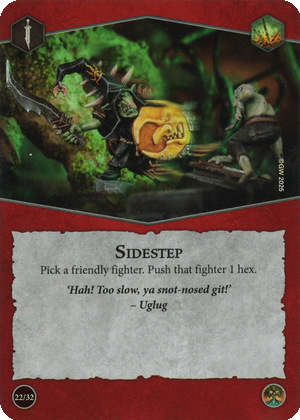 ©GW 2025
SIDESTEP
Pick a friendly fighter. Push that fighter 1 hex.
'Hah! Too slow, ya snot-nosed git!'
– Uglug
22/32